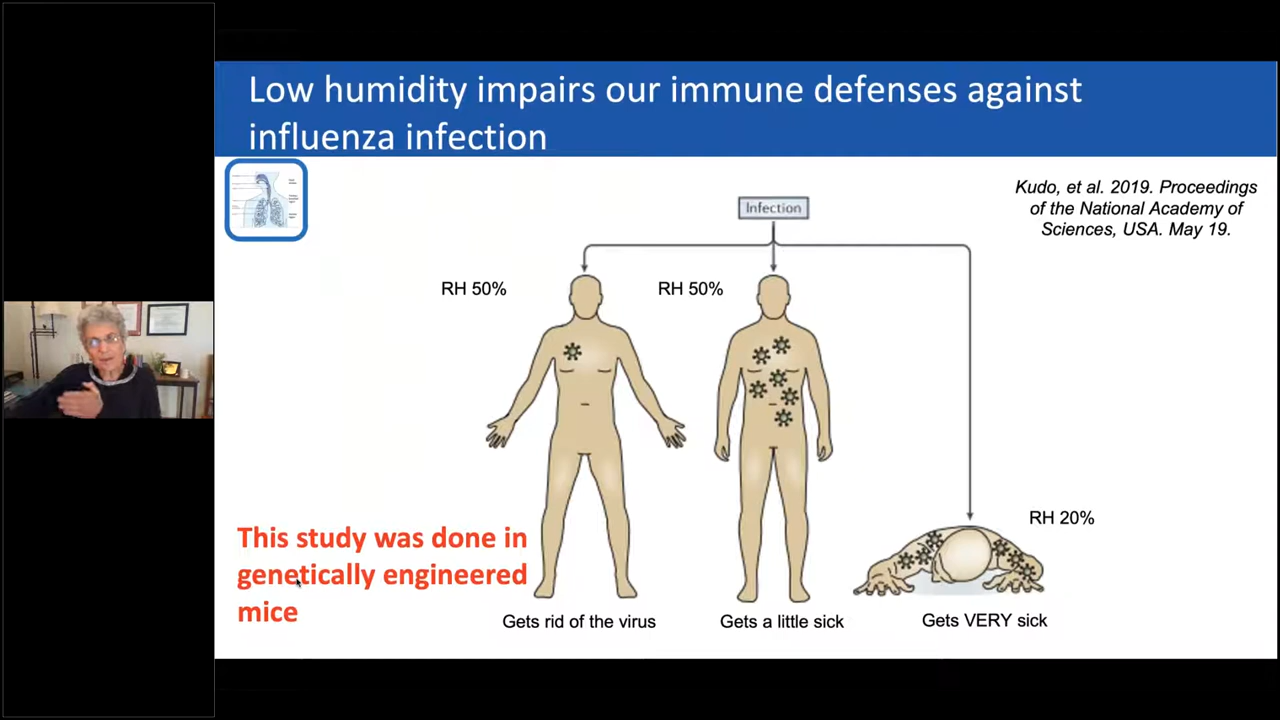 Low humidity impairs our immune defenses against
influenza infection
Kudo, et al. 2019. Proceedings
of the National Academy of
Sciences, USA. May 19.
Infection
RH 50%
RH 50%
RH 20%
This study was done in
genetically engineered
mice
Gets rid of the virus
Gets a little sick
Gets VERY sick